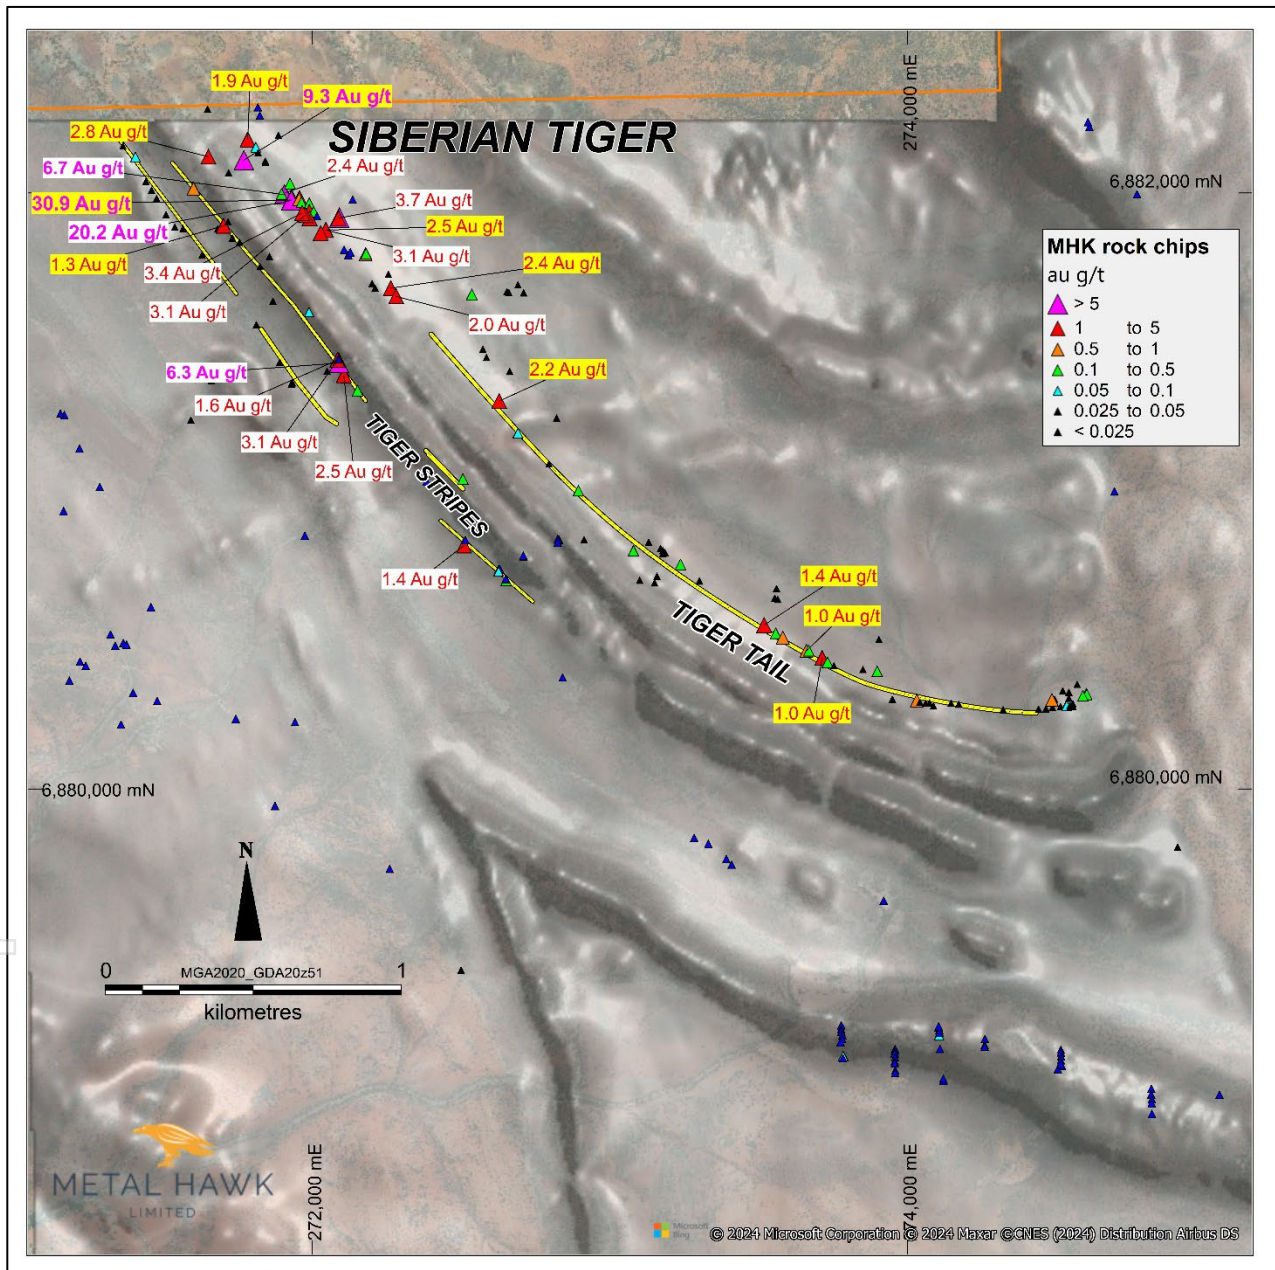 274,000 mE
1.9 Au g/t
9.3 Au g/t
SIBERIAN TIGER
2.8 Au g/t
6.7 Au g/t
2.4 Au g/t
6,882,000 mN
30.9 Au g/t
3.7 Au g/t
20.2 Au g/t
2.5 Au g/t
1.3 Au g/t
3.1 Au g/t
3.4 Au g/t
2.4 Au g/t
3.1 Au g/t
2.0 Au g/t
MHK rock chips
au g/t
> 5
1 to 5
0.5 to 1
0.1 to 0.5
0.05 to 0.1
0.025 to 0.05
< 0.025
6.3 Au g/t
2.2 Au g/t
1.6 Au g/t
3.1 Au g/t
2.5 Au g/t
TIGER STRIPES
1.4 Au g/t
1.4 Au g/t
1.0 Au g/t
TIGER TAIL
1.0 Au g/t
6,880,000 mN
6,880,000 mN
N
0 MGA2020_GDA20z51 1
kilometres
METAL HAWK
LIMITED
272,000 mE
274,000 mE
Microsoft
Bing
© 2024 Microsoft Corporation © 2024 Maxar ©CNES (2024) Distribution Airbus DS